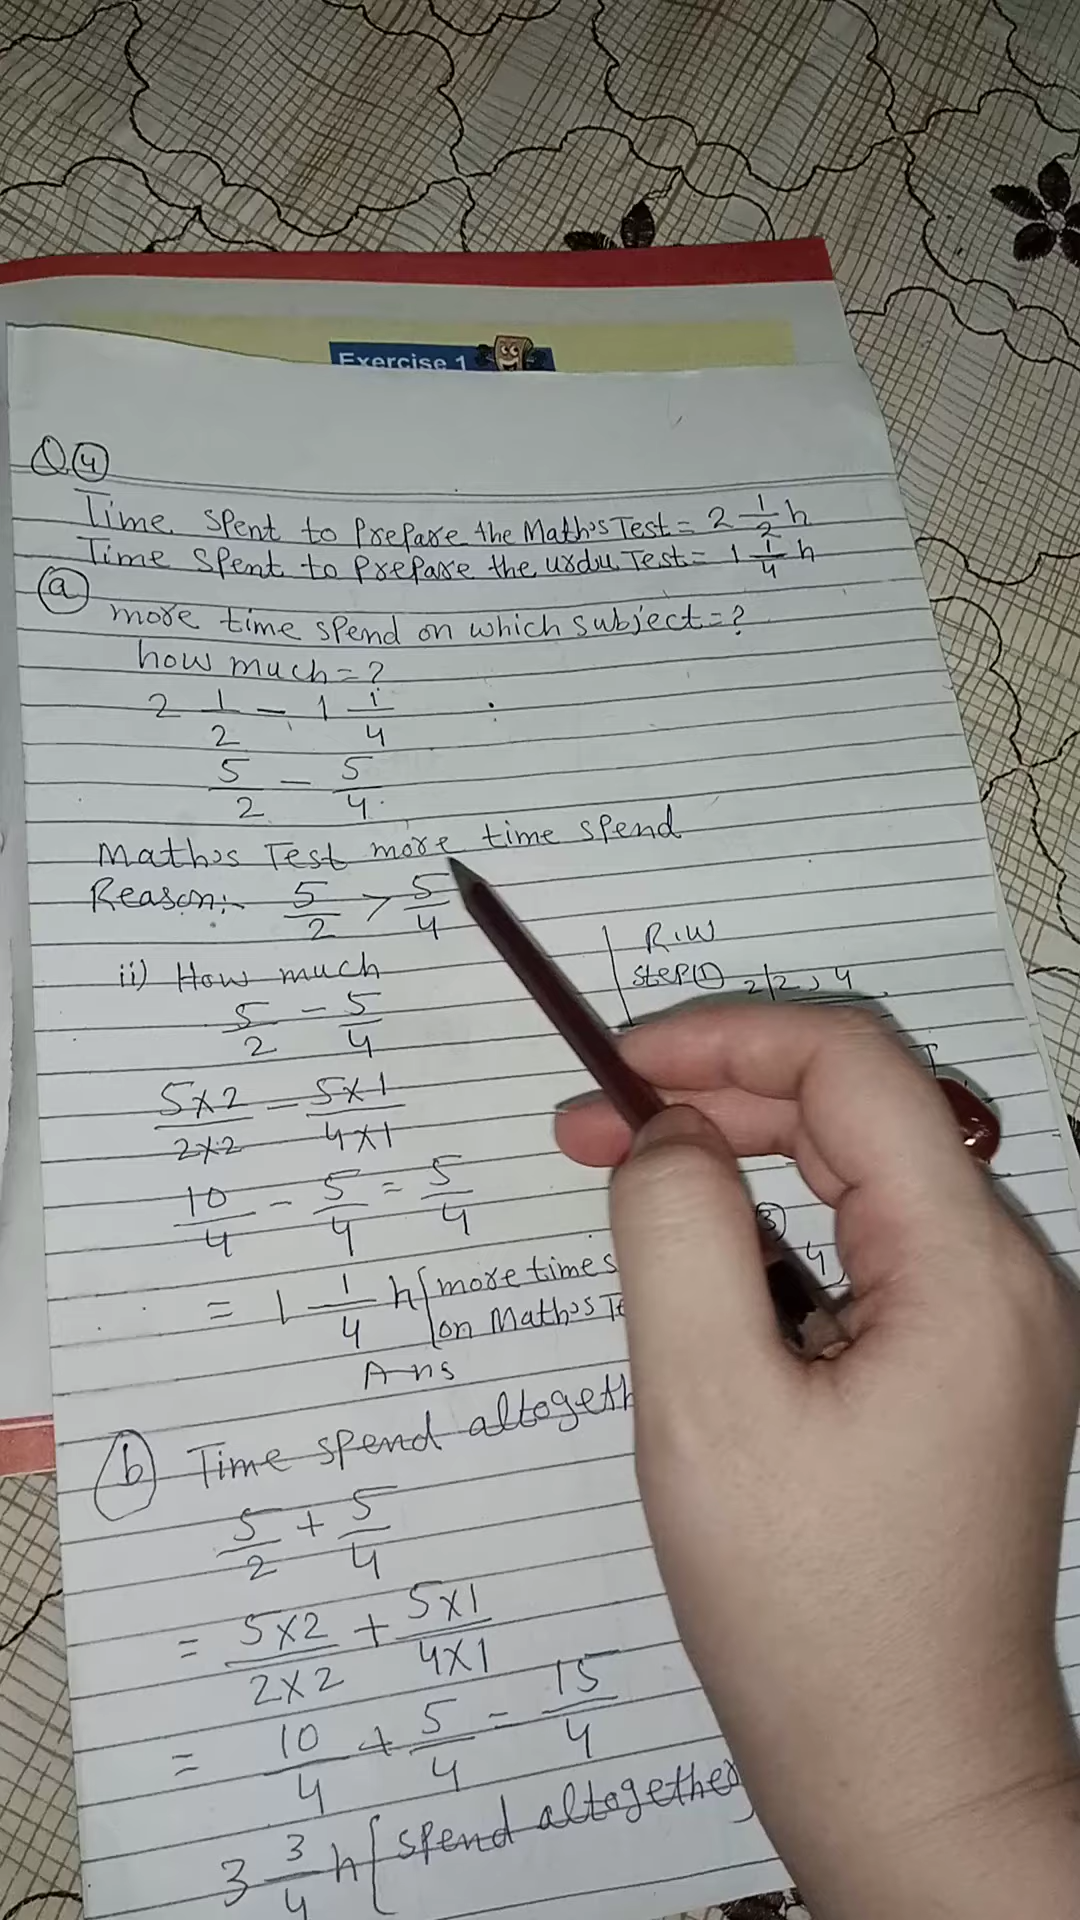 Exercise 1
Q4
Time spent to Prepare the Maths Test = 2 1/2 h
Time spent to Prepare the urdu Test = 1 1/4 h
a
more time spend on which subject = ?
how much = ?
2 1/2 - 1 1/4
5/2 - 5/4
Maths Test more time spend
Reason:- 5/2 > 5/4
R.W
ii) How much
step 1 2|2, 4
5/2 - 5/4
5x2/2x2 - 5x1/4x1
10/4 - 5/4 = 5/4
3
4
= 1 1/4 h [more time s
on Maths Te
Ans
b Time spend altogeth
5/2 + 5/4
= 5x2/2x2 + 5x1/4x1
= 10/4 + 5/4 = 15/4
3 3/4 h [spend altogether